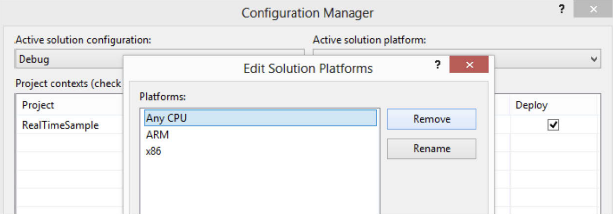 Configuration Manager
? ×
Active solution configuration:
Active solution platform:
Debug
Edit Solution Platforms
? ×
Project contexts (check
Platforms:
Project
Deploy
Any CPU
Remove
RealTimeSample
ARM
x86
Rename